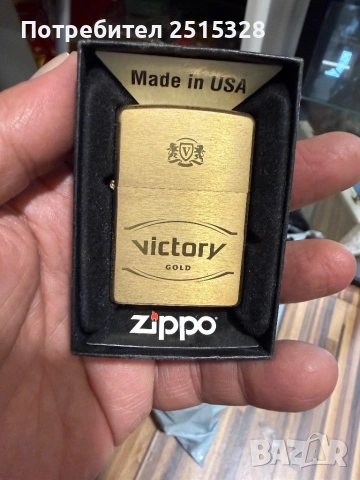 Потребител 2515328
Made in USA
V
victory
GOLD
zippo
BAZAR